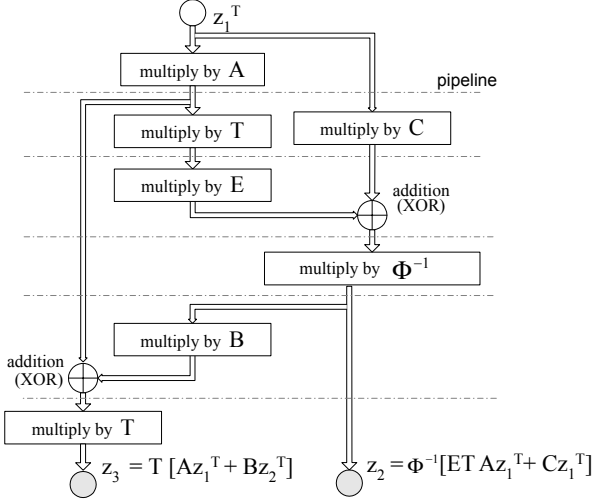 z₁ᵀ
multiply by A
pipeline
multiply by T
multiply by C
multiply by E
addition
(XOR)
multiply by Φ⁻¹
multiply by B
addition
(XOR)
multiply by T
z₃ = T [Az₁ᵀ + Bz₂ᵀ]
z₂ = Φ⁻¹[ET Az₁ᵀ + Cz₁ᵀ]